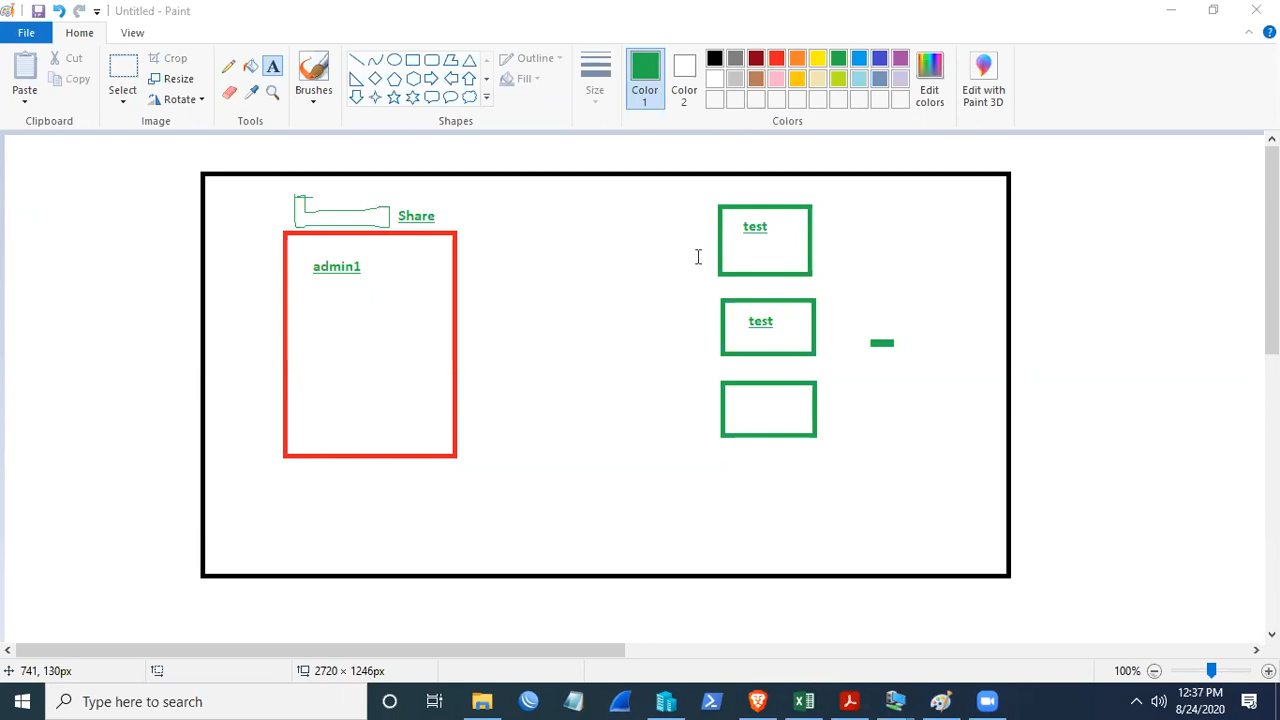 Untitled - Paint
File
Home
View
Paste
Cut
Copy
Clipboard
Select
Crop
Resize
Rotate
Image
A
Tools
Brushes
Shapes
Outline
Fill
Size
Color
1
Color
2
Edit
colors
Colors
Edit with
Paint 3D
Share
admin1
test
test
741, 130px
2720 × 1246px
100%
Type here to search
12:37 PM
8/24/2020